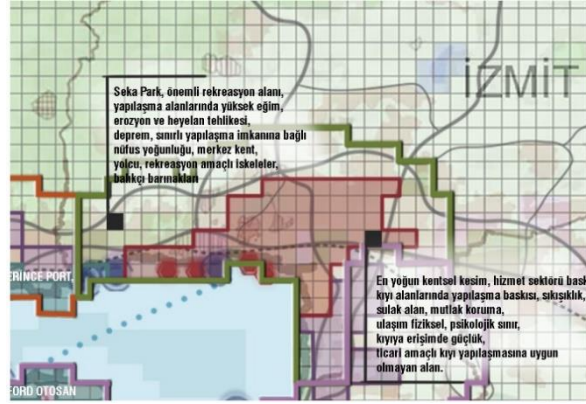 İZMİT
Seka Park, önemli rekreasyon alanı,
yapılaşma alanlarında yüksek eğim,
erozyon ve heyelan tehlikesi,
deprem, sınırlı yapılaşma imkanına bağlı
nüfus yoğunluğu, merkez kent,
yolcu, rekreasyon amaçlı iskeleler,
balıkçı barınakları
ERİNCE PORT
En yoğun kentsel kesim, hizmet sektörü bask
kıyı alanlarında yapılaşma baskısı, sıkışıklık,
sulak alan, mutlak koruma,
ulaşım fiziksel, psikolojik sınır,
kıyıya erişimde güçlük,
ticari amaçlı kıyı yapılaşmasına uygun
olmayan alan.
FORD OTOSAN